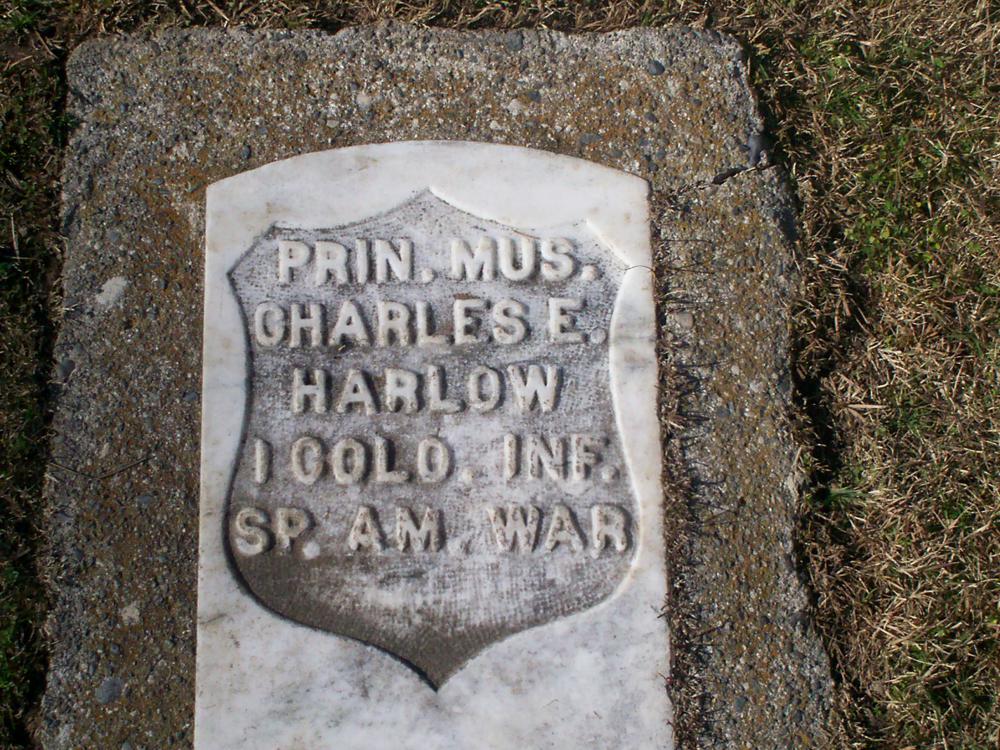 PRIN. MUS.
CHARLES E.
HARLOW
1 COLO. INF.
SP. AM. WAR